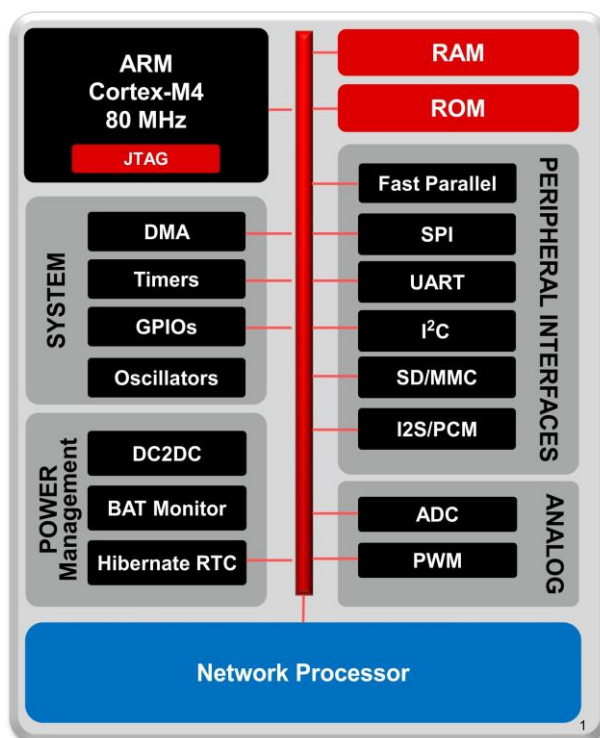 ARM
Cortex-M4
80 MHz
JTAG
RAM
ROM
SYSTEM
DMA
Timers
GPIOs
Oscillators
PERIPHERAL INTERFACES
Fast Parallel
SPI
UART
I²C
SD/MMC
I2S/PCM
POWER
Management
DC2DC
BAT Monitor
Hibernate RTC
ANALOG
ADC
PWM
Network Processor
1